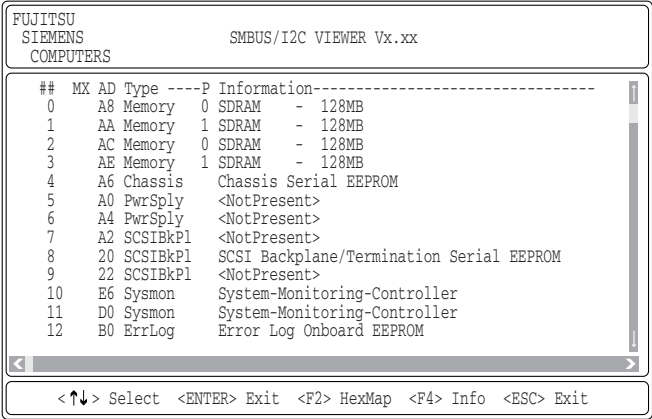 FUJITSU
SIEMENS SMBUS/I2C VIEWER Vx.xx
COMPUTERS
## MX AD Type ----P Information---------------------------------
0 A8 Memory 0 SDRAM - 128MB
1 AA Memory 1 SDRAM - 128MB
2 AC Memory 0 SDRAM - 128MB
3 AE Memory 1 SDRAM - 128MB
4 A6 Chassis Chassis Serial EEPROM
5 A0 PwrSply <NotPresent>
6 A4 PwrSply <NotPresent>
7 A2 SCSIBkPl <NotPresent>
8 20 SCSIBkPl SCSI Backplane/Termination Serial EEPROM
9 22 SCSIBkPl <NotPresent>
10 E6 Sysmon System-Monitoring-Controller
11 D0 Sysmon System-Monitoring-Controller
12 B0 ErrLog Error Log Onboard EEPROM
<↑↓> Select <ENTER> Exit <F2> HexMap <F4> Info <ESC> Exit